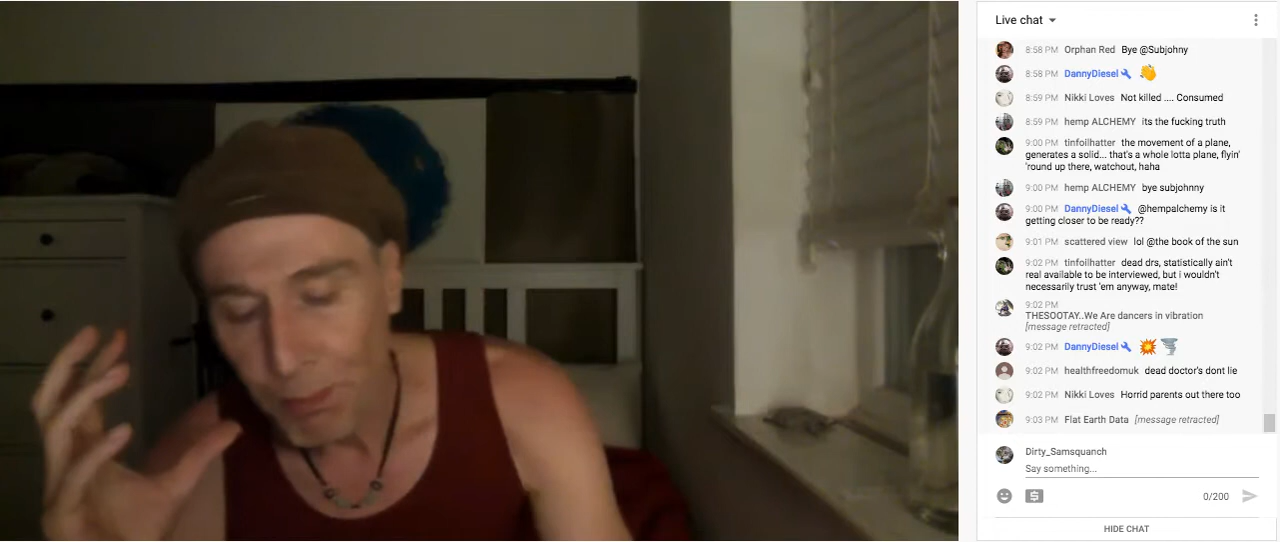 Live chat
8:58 PM Orphan Red Bye @Subjohny
8:58 PM DannyDiesel 👏
8:59 PM Nikki Loves Not killed .... Consumed
8:59 PM hemp ALCHEMY its the fucking truth
9:00 PM tinfoilhatter the movement of a plane,
generates a solid... that's a whole lotta plane, flyin'
'round up there, watchout, haha
9:00 PM hemp ALCHEMY bye subjohnny
9:00 PM DannyDiesel @hempalchemy is it
getting closer to be ready??
9:01 PM scattered view lol @the book of the sun
9:02 PM tinfoilhatter dead drs, statistically ain't
real available to be interviewed, but i wouldn't
necessarily trust 'em anyway, mate!
9:02 PM
THESOOTAY..We Are dancers in vibration
[message retracted]
9:02 PM DannyDiesel 💥🌪
9:02 PM healthfreedomuk dead doctor's dont lie
9:02 PM Nikki Loves Horrid parents out there too
9:03 PM Flat Earth Data [message retracted]
Dirty_Samsquanch
Say something...
0/200
HIDE CHAT